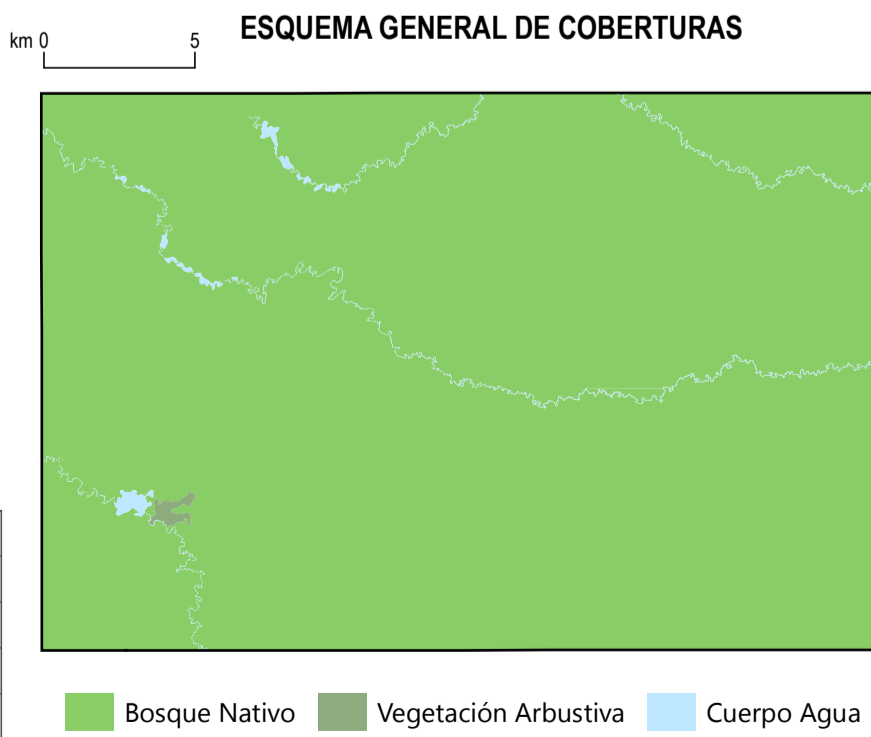 ESQUEMA GENERAL DE COBERTURAS
km 0 5
Bosque Nativo Vegetación Arbustiva Cuerpo Agua